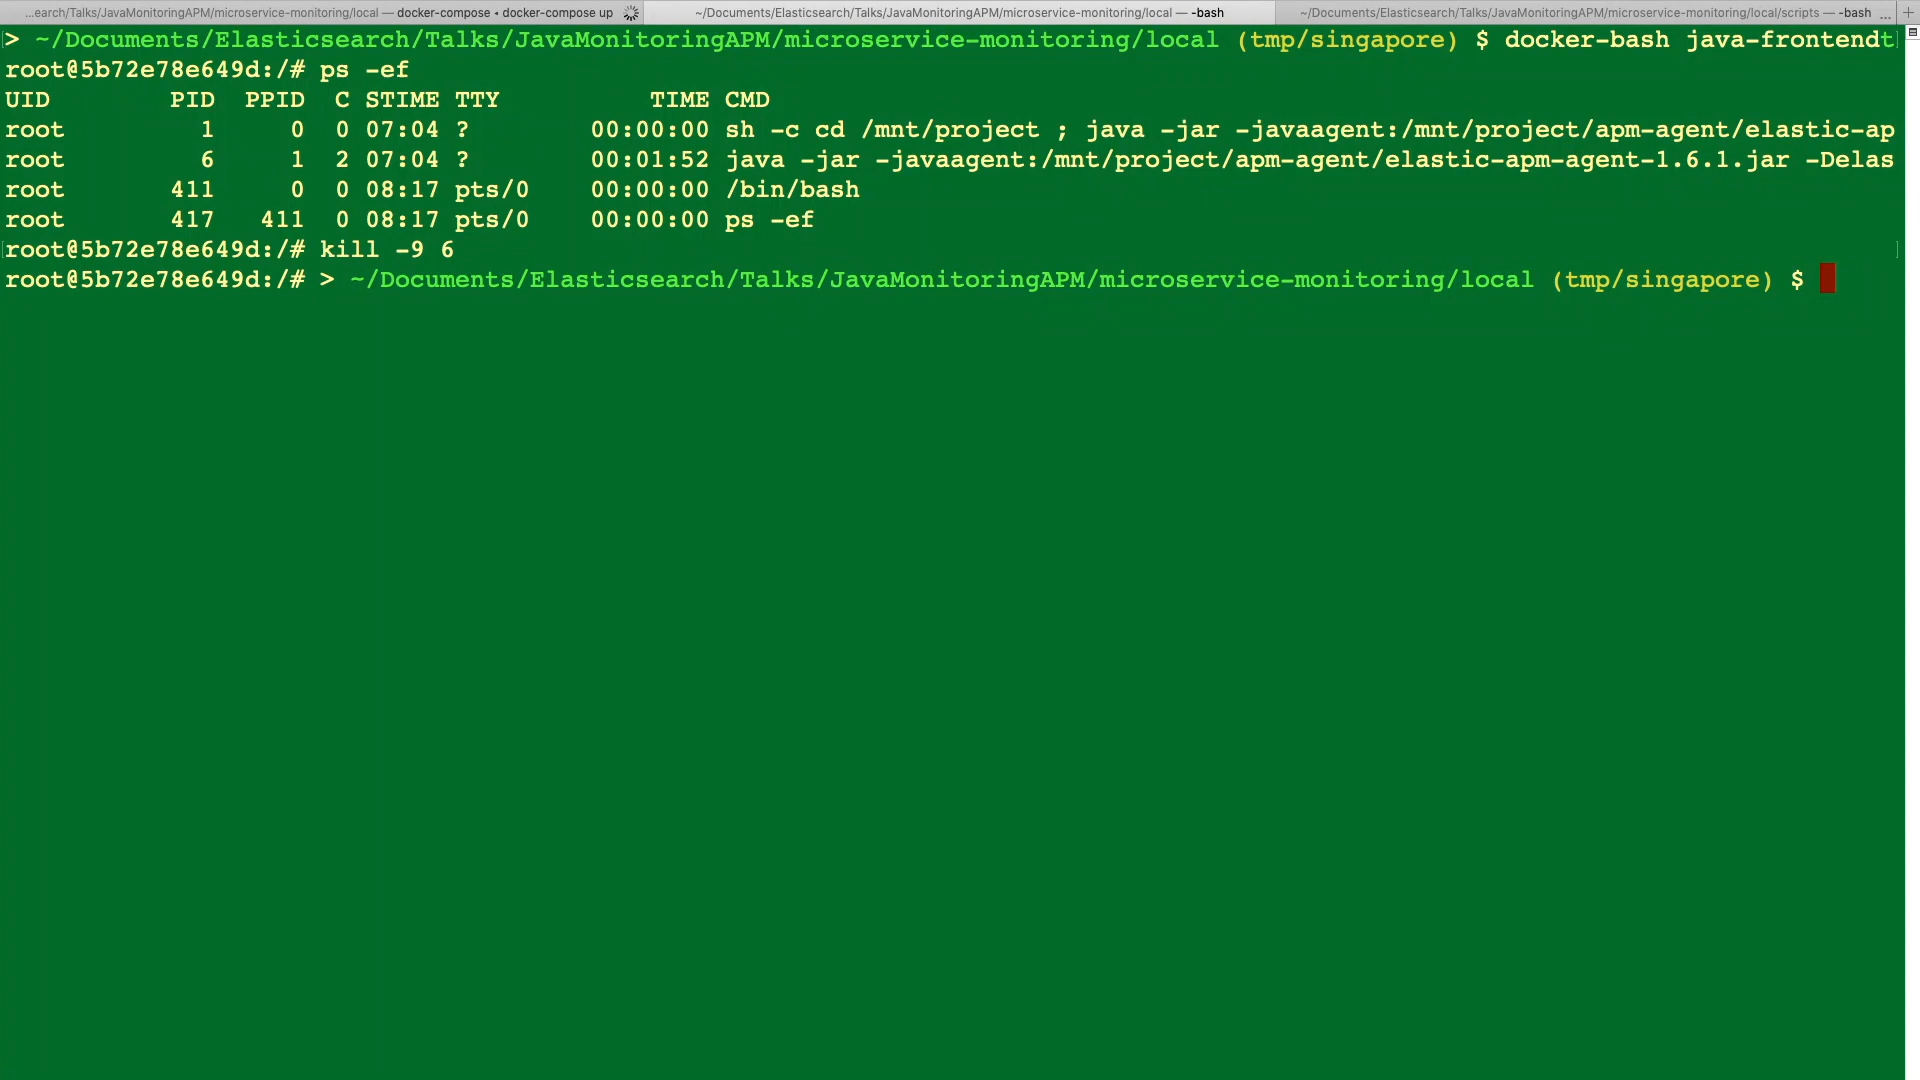 ...earch/Talks/JavaMonitoringAPM/microservice-monitoring/local — docker-compose • docker-compose up
~/Documents/Elasticsearch/Talks/JavaMonitoringAPM/microservice-monitoring/local — -bash
~/Documents/Elasticsearch/Talks/JavaMonitoringAPM/microservice-monitoring/local/scripts — -bash ...
> ~/Documents/Elasticsearch/Talks/JavaMonitoringAPM/microservice-monitoring/local (tmp/singapore) $ docker-bash java-frontendt
root@5b72e78e649d:/# ps -ef
UID        PID  PPID  C STIME TTY          TIME CMD
root         1     0  0 07:04 ?        00:00:00 sh -c cd /mnt/project ; java -jar -javaagent:/mnt/project/apm-agent/elastic-ap
root         6     1  2 07:04 ?        00:01:52 java -jar -javaagent:/mnt/project/apm-agent/elastic-apm-agent-1.6.1.jar -Delas
root       411     0  0 08:17 pts/0    00:00:00 /bin/bash
root       417   411  0 08:17 pts/0    00:00:00 ps -ef
root@5b72e78e649d:/# kill -9 6
root@5b72e78e649d:/# > ~/Documents/Elasticsearch/Talks/JavaMonitoringAPM/microservice-monitoring/local (tmp/singapore) $